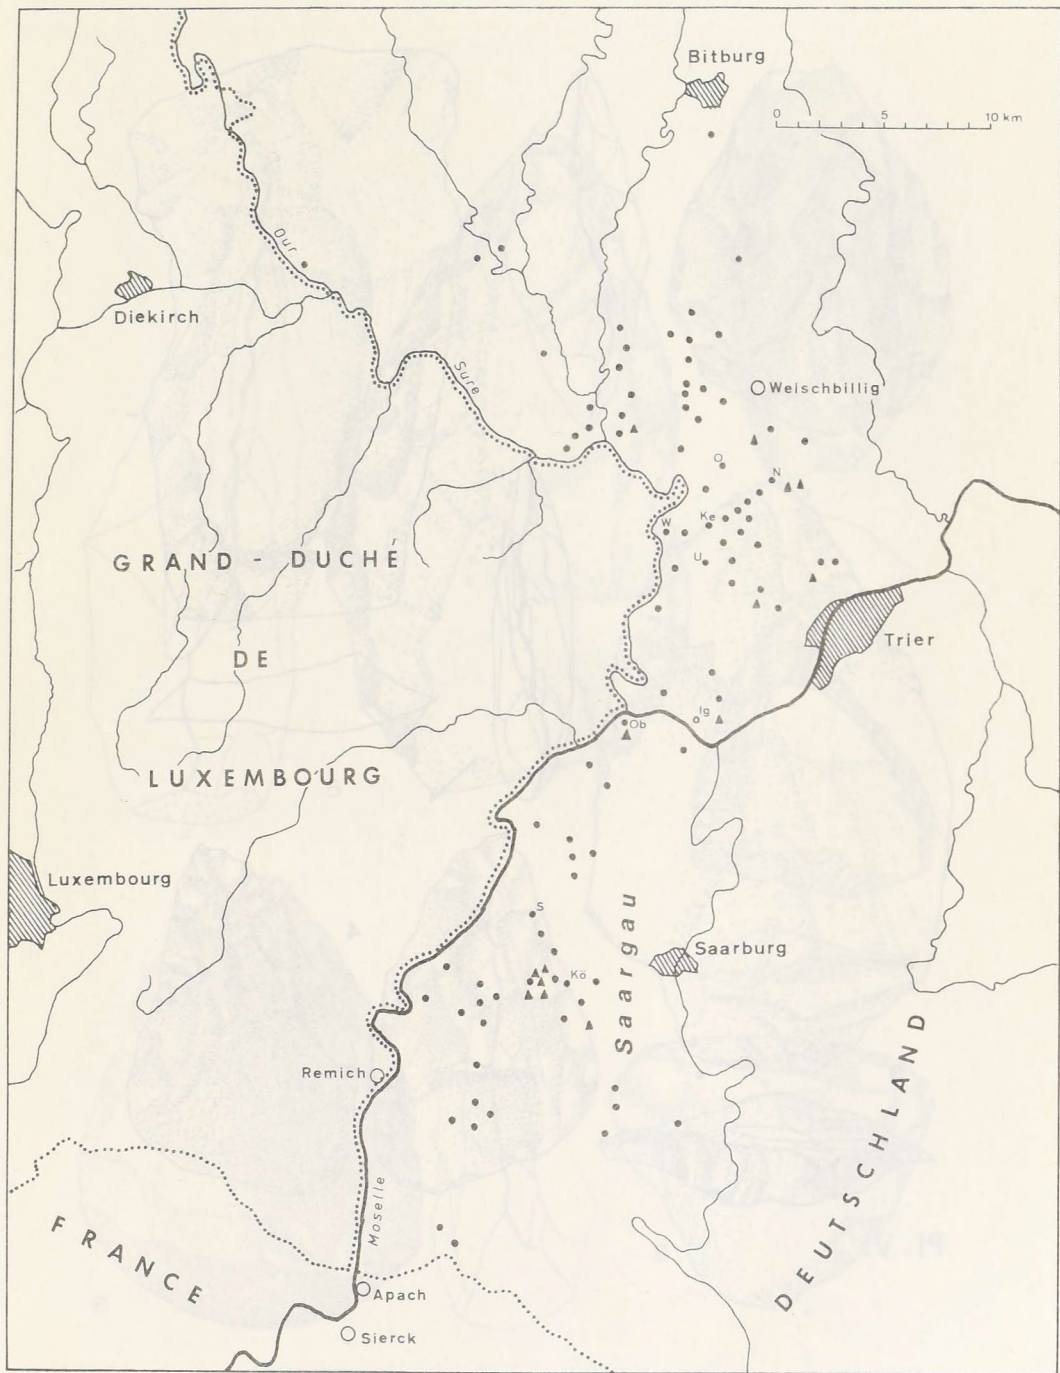 Bitburg
0 5 10 km
Our
Diekirch
Sure
Welschbillig
O
N
Ke
W
U
GRAND - DUCHÉ
DE
LUXEMBOURG
Trier
Ig
Ob
Luxembourg
S
Saargau
Saarburg
Kö
Remich
DEUTSCHLAND
Moselle
FRANCE
Apach
Sierck